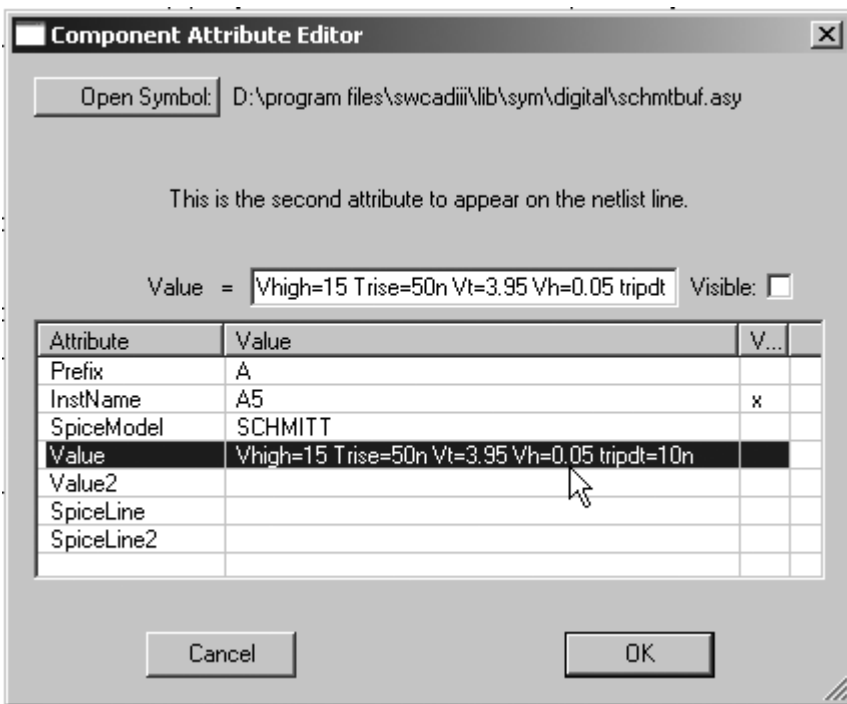 Component Attribute Editor
Open Symbol: D:\program files\swcadiii\lib\sym\digital\schmtbuf.asy
This is the second attribute to appear on the netlist line.
Value = Vhigh=15 Trise=50n Vt=3.95 Vh=0.05 tripdt Visible:
Attribute Value V...
Prefix A
InstName A5 x
SpiceModel SCHMITT
Value Vhigh=15 Trise=50n Vt=3.95 Vh=0.05 tripdt=10n
Value2
SpiceLine
SpiceLine2
Cancel OK